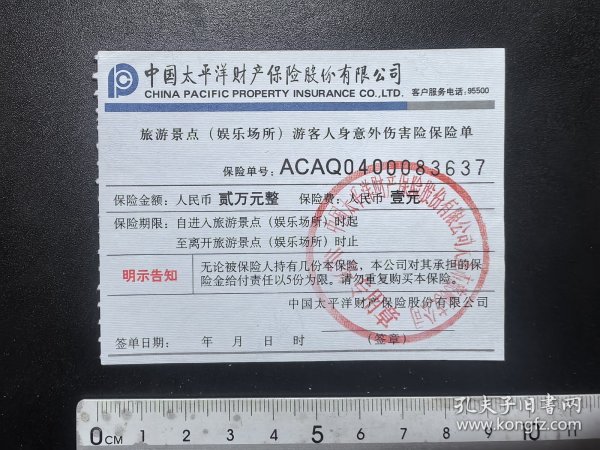 中国太平洋财产保险股份有限公司
CHINA PACIFIC PROPERTY INSURANCE CO.,LTD. 客户服务电话:95500
旅游景点（娱乐场所）游客人身意外伤害险保险单
保险单号: ACAQ0400083637
保险金额: 人民币 贰万元整 保险费: 人民币 壹元
保险期限: 自进入旅游景点（娱乐场所）时起
至离开旅游景点（娱乐场所）时止
明示告知
无论被保险人持有几份本保险，本公司对其承担的保
险金给付责任以5份为限。请勿重复购买本保险。
中国太平洋财产保险股份有限公司
签单日期: 年 月 日 时 (签章)
0CM 1 2 3 4 5 6 7 8 9 10 11
孔夫子旧书网
www.kongfz.com